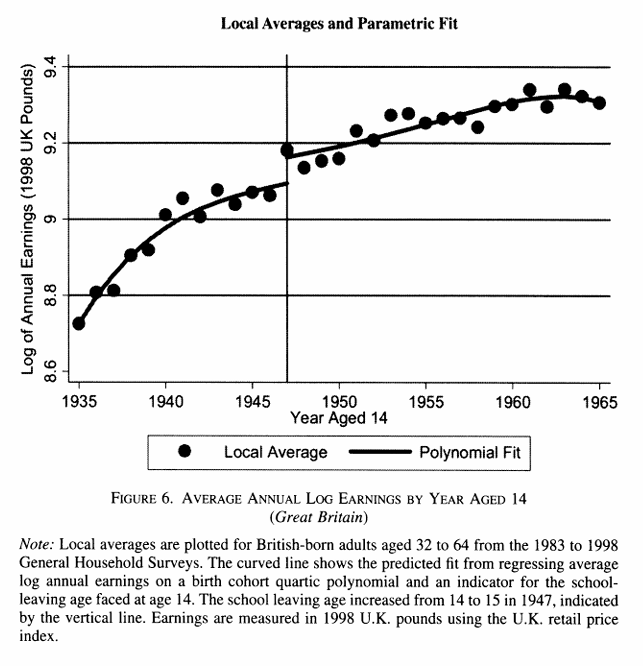 Local Averages and Parametric Fit
Log of Annual Earnings (1998 UK Pounds)
9.4
9.2
9
8.8
8.6
1935 1940 1945 1950 1955 1960 1965
Year Aged 14
Local Average Polynomial Fit
FIGURE 6. AVERAGE ANNUAL LOG EARNINGS BY YEAR AGED 14
(Great Britain)
Note: Local averages are plotted for British-born adults aged 32 to 64 from the 1983 to 1998
General Household Surveys. The curved line shows the predicted fit from regressing average
log annual earnings on a birth cohort quartic polynomial and an indicator for the school-
leaving age faced at age 14. The school leaving age increased from 14 to 15 in 1947, indicated
by the vertical line. Earnings are measured in 1998 U.K. pounds using the U.K. retail price
index.